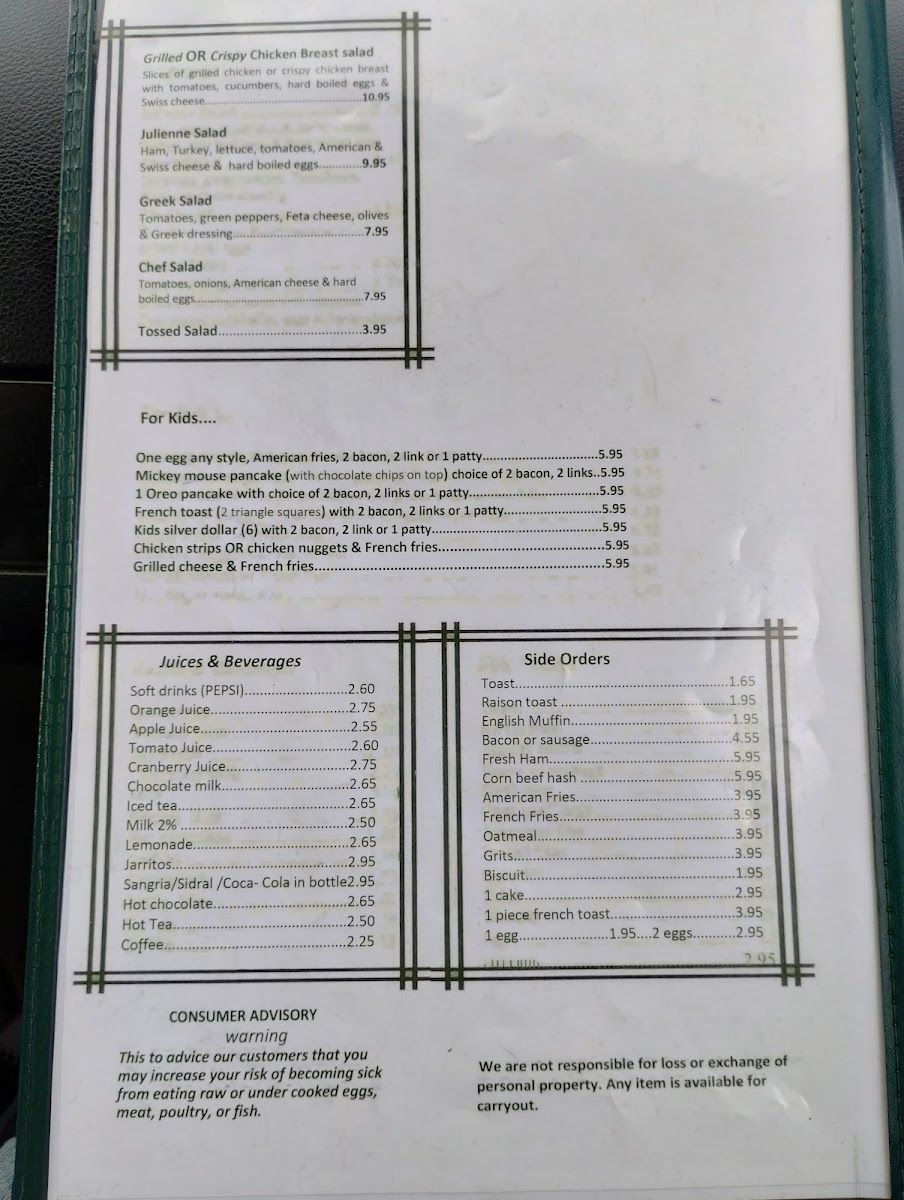 Grilled OR Crispy Chicken Breast salad
Slices of grilled chicken or crispy chicken breast
with tomatoes, cucumbers, hard boiled eggs &
Swiss cheese..........10.95
Julienne Salad
Ham, Turkey, lettuce, tomatoes, American &
Swiss cheese & hard boiled eggs............9.95
Greek Salad
Tomatoes, green peppers, Feta cheese, olives
& Greek dressing..........7.95
Chef Salad
Tomatoes, onions, American cheese & hard
boiled eggs..........7.95
Tossed Salad..........3.95
For Kids....
One egg any style, American fries, 2 bacon, 2 link or 1 patty..........5.95
Mickey mouse pancake (with chocolate chips on top) choice of 2 bacon, 2 links..5.95
1 Oreo pancake with choice of 2 bacon, 2 links or 1 patty..........5.95
French toast (2 triangle squares) with 2 bacon, 2 links or 1 patty..........5.95
Kids silver dollar (6) with 2 bacon, 2 link or 1 patty..........5.95
Chicken strips OR chicken nuggets & French fries..........5.95
Grilled cheese & French fries..........5.95
Juices & Beverages
Soft drinks (PEPSI)..........2.60
Orange Juice..........2.75
Apple Juice..........2.55
Tomato Juice..........2.60
Cranberry Juice..........2.75
Chocolate milk..........2.65
Iced tea..........2.65
Milk 2% ..........2.50
Lemonade..........2.65
Jarritos..........2.95
Sangria/Sidral /Coca- Cola in bottle2.95
Hot chocolate..........2.65
Hot Tea..........2.50
Coffee..........2.25
Side Orders
Toast..........1.65
Raison toast ..........1.95
English Muffin..........1.95
Bacon or sausage..........4.55
Fresh Ham..........5.95
Corn beef hash ..........5.95
American Fries..........3.95
French Fries..........3.95
Oatmeal..........3.95
Grits..........3.95
Biscuit..........1.95
1 cake..........2.95
1 piece french toast..........3.95
1 egg..........1.95....2 eggs..........2.95
2.95
CONSUMER ADVISORY
warning
This to advice our customers that you
may increase your risk of becoming sick
from eating raw or under cooked eggs,
meat, poultry, or fish.
We are not responsible for loss or exchange of
personal property. Any item is available for
carryout.